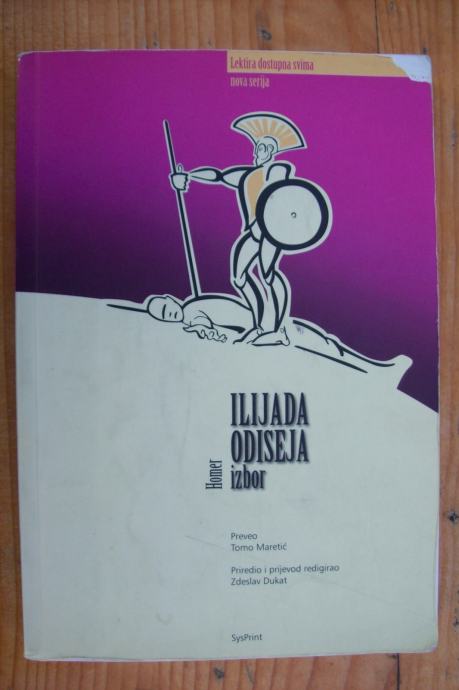 Lektira dostupna svima
nova serija
Homer
ILIJADA
ODISEJA
izbor
Preveo
Tomo Maretić
Priredio i prijevod redigirao
Zdeslav Dukat
SysPrint